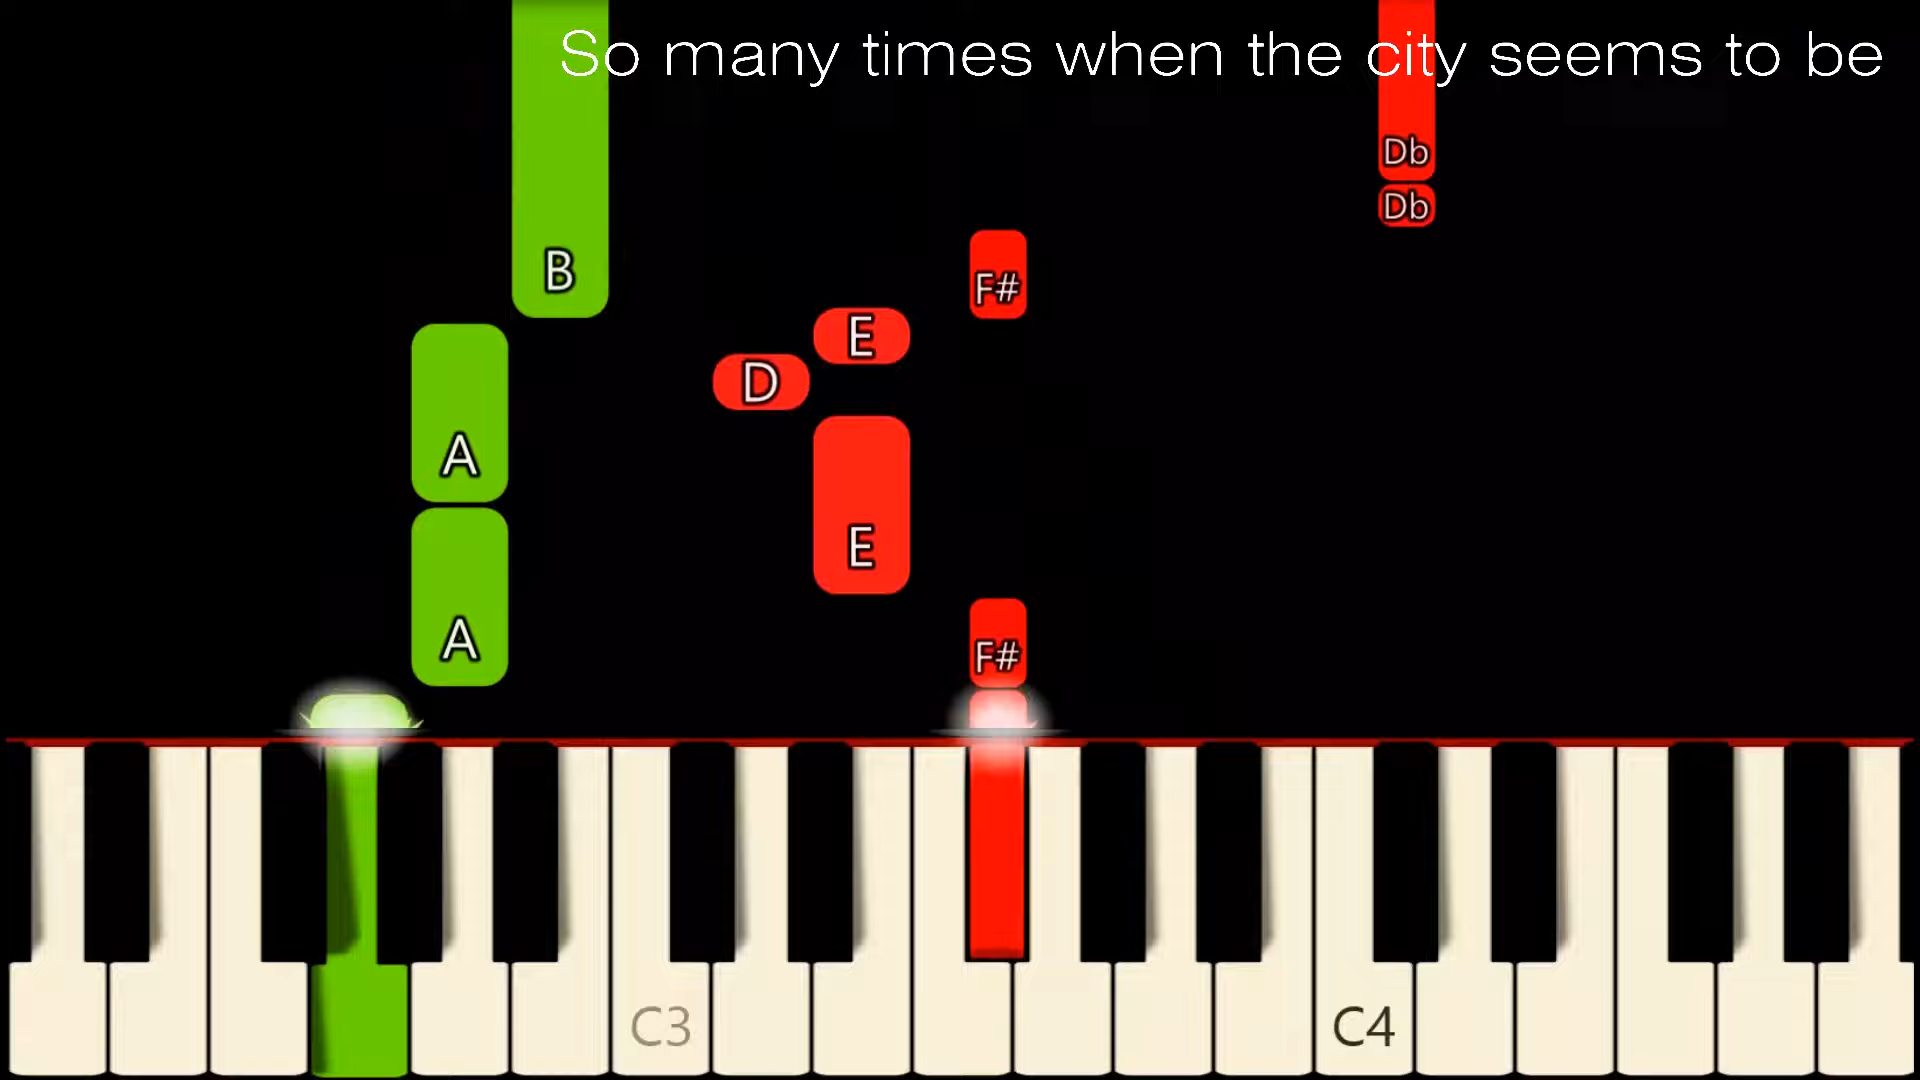 So many times when the city seems to be
Db
Db
B
F#
E
D
A
E
A
F#
C3
C4